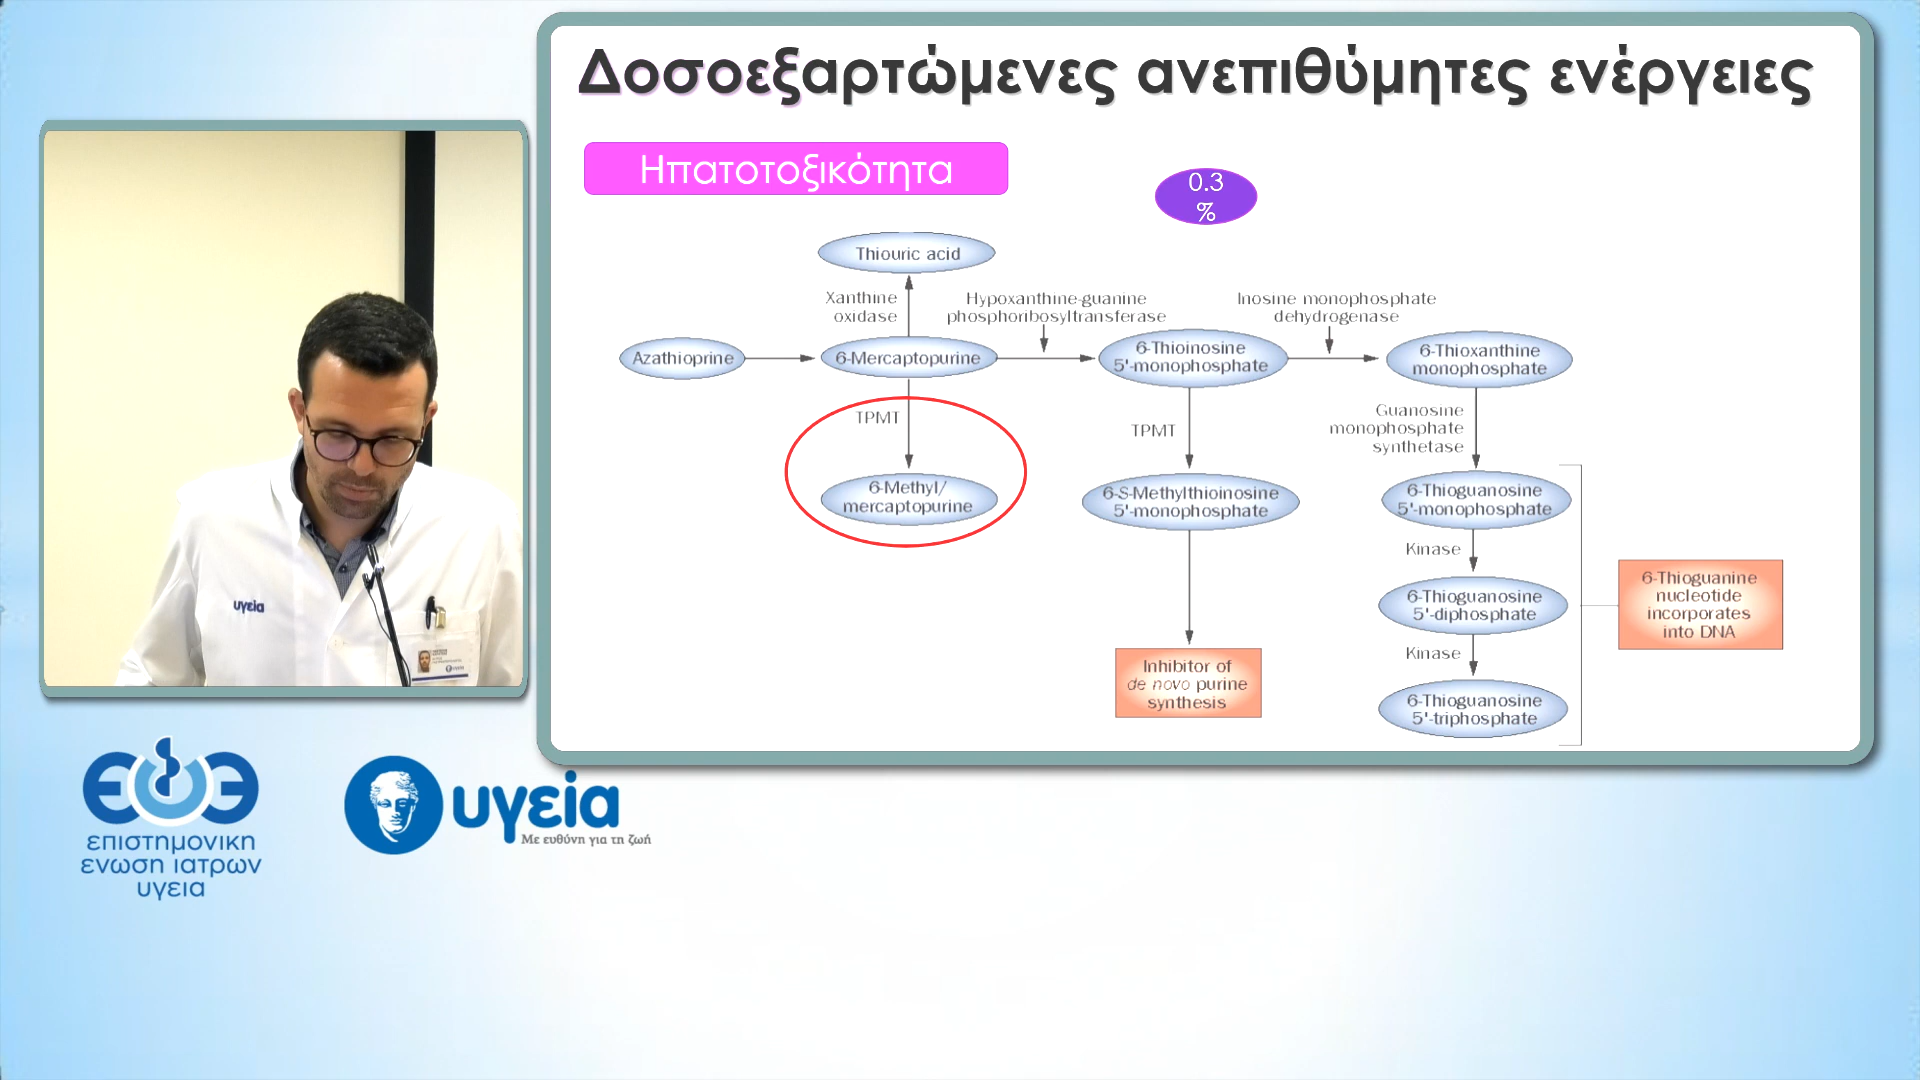 Δοσοεξαρτώμενες ανεπιθύμητες ενέργειες
Ηπατοτοξικότητα
0.3
%
Thiouric acid
Xanthine
oxidase
Hypoxanthine-guanine
phosphoribosyltransferase
Inosine monophosphate
dehydrogenase
Azathioprine
6-Mercaptopurine
6-Thioinosine
5'-monophosphate
6-Thioxanthine
monophosphate
TPMT
TPMT
Guanosine
monophosphate
synthetase
6-Methyl/
mercaptopurine
6-S-Methylthioinosine
5'-monophosphate
6-Thioguanosine
5'-monophosphate
Kinase
6-Thioguanosine
5'-diphosphate
Kinase
6-Thioguanosine
5'-triphosphate
6-Thioguanine
nucleotide
incorporates
into DNA
Inhibitor of
de novo purine
synthesis
υγεία
επιστημονικη
ενωση ιατρων
υγεια
υγεία
Με ευθύνη για τη ζωή